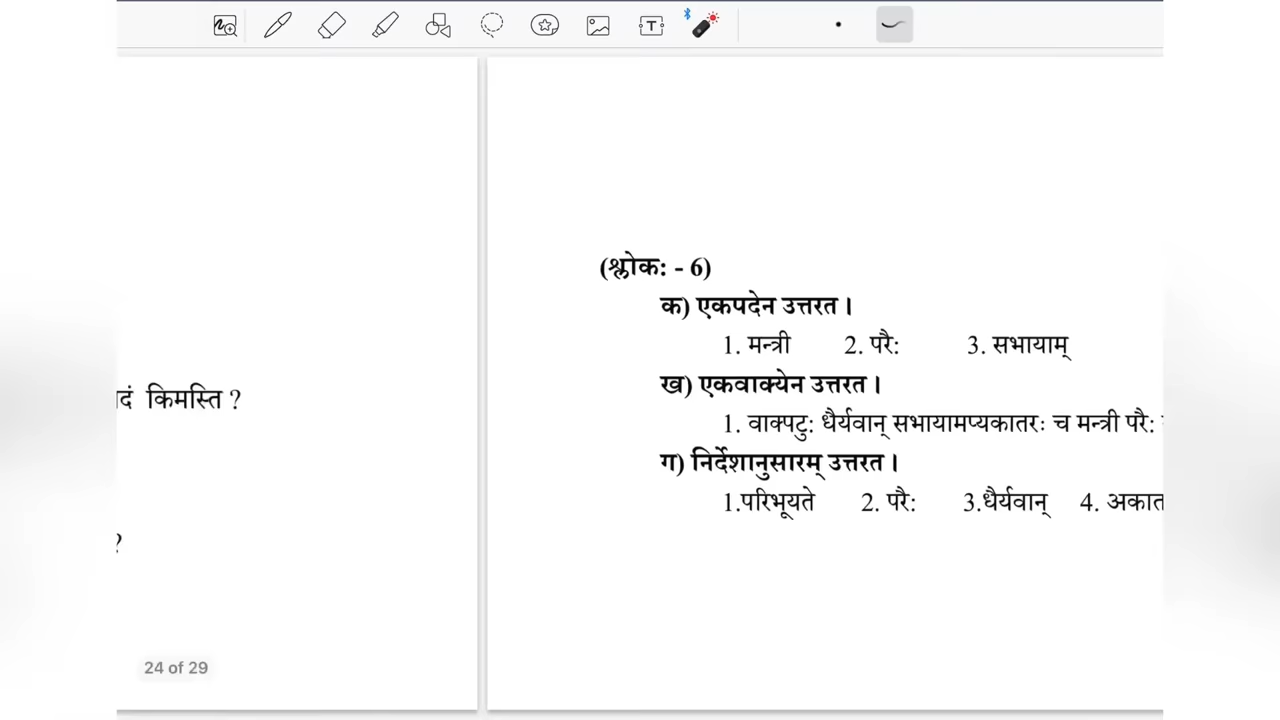 किमस्ति ?
?
24 of 29
(श्लोक: - 6)
क) एकपदेन उत्तरत ।
1. मन्त्री 2. परै: 3. सभायाम्
ख) एकवाक्येन उत्तरत ।
1. वाक्पटु: धैर्यवान् सभायामप्यकातरः च मन्त्री परै:
ग) निर्देशानुसारम् उत्तरत ।
1.परिभूयते 2. परै: 3.धैर्यवान् 4.